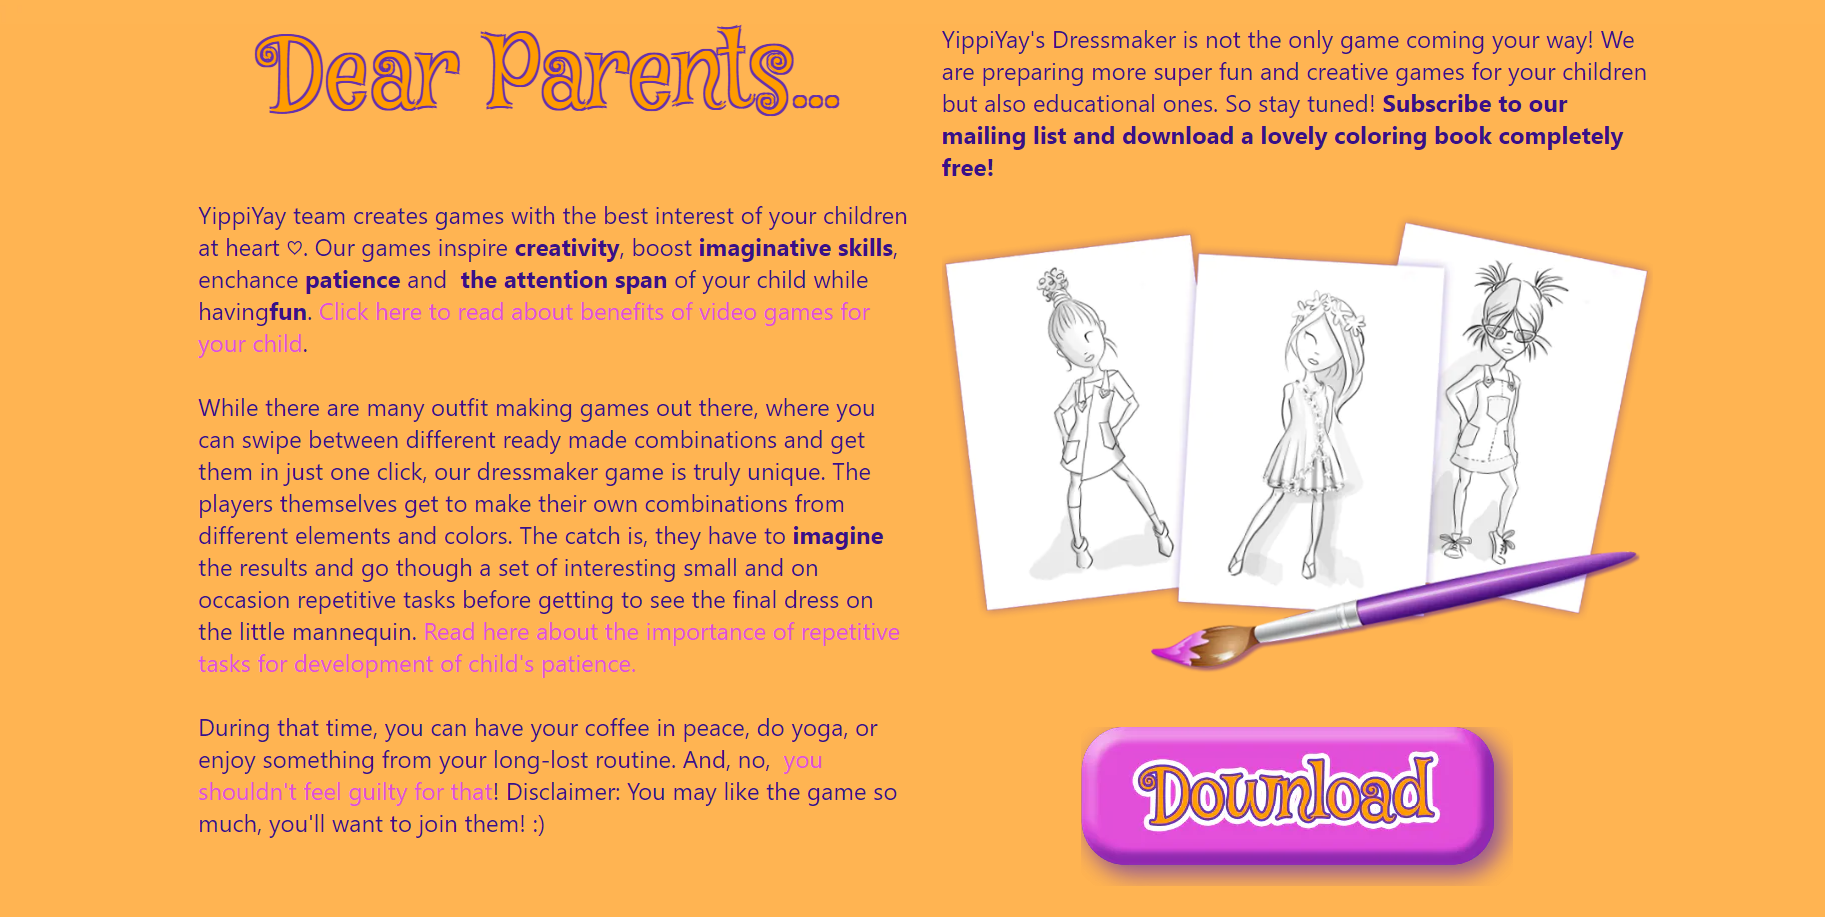 Dear Parents...
YippiYay team creates games with the best interest of your children
at heart ♡. Our games inspire creativity, boost imaginative skills,
enchance patience and  the attention span of your child while
havingfun. Click here to read about benefits of video games for
your child.
While there are many outfit making games out there, where you
can swipe between different ready made combinations and get
them in just one click, our dressmaker game is truly unique. The
players themselves get to make their own combinations from
different elements and colors. The catch is, they have to imagine
the results and go though a set of interesting small and on
occasion repetitive tasks before getting to see the final dress on
the little mannequin. Read here about the importance of repetitive
tasks for development of child's patience.
During that time, you can have your coffee in peace, do yoga, or
enjoy something from your long-lost routine. And, no,  you
shouldn't feel guilty for that! Disclaimer: You may like the game so
much, you'll want to join them! :)
YippiYay's Dressmaker is not the only game coming your way! We
are preparing more super fun and creative games for your children
but also educational ones. So stay tuned! Subscribe to our
mailing list and download a lovely coloring book completely
free!
Download